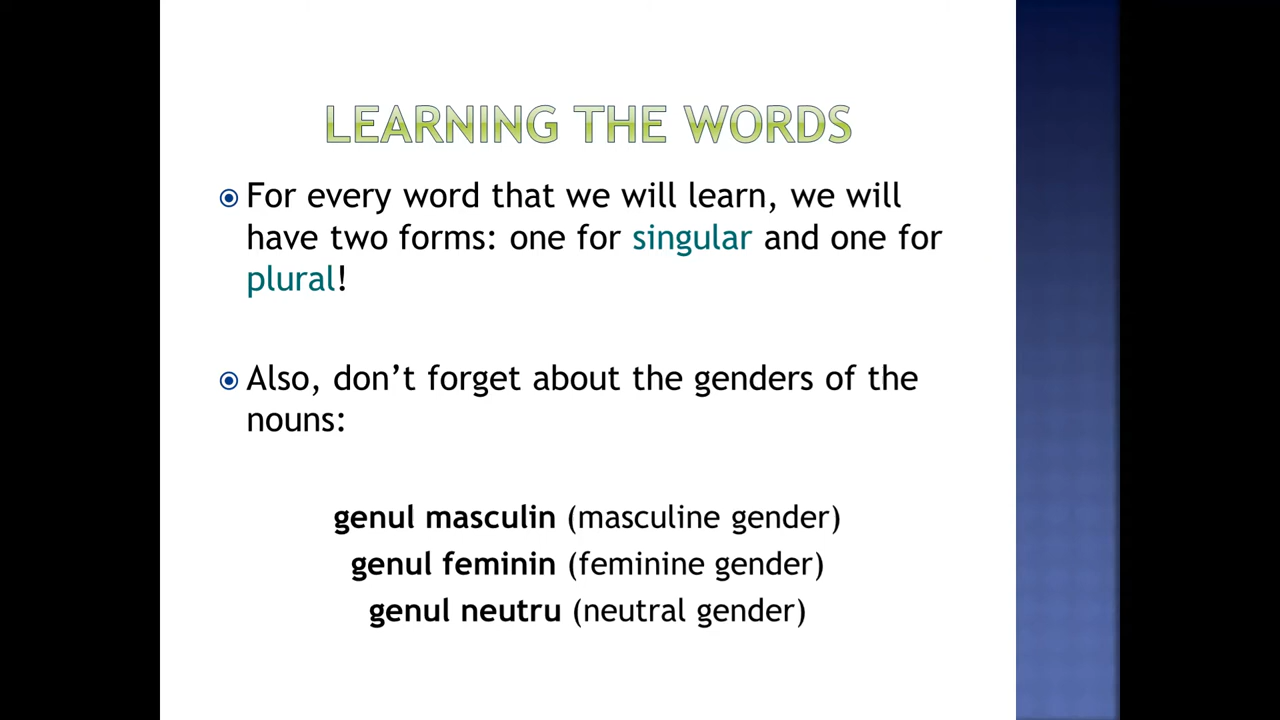 LEARNING THE WORDS
For every word that we will learn, we will
have two forms: one for singular and one for
plural!
Also, don’t forget about the genders of the
nouns:
genul masculin (masculine gender)
genul feminin (feminine gender)
genul neutru (neutral gender)